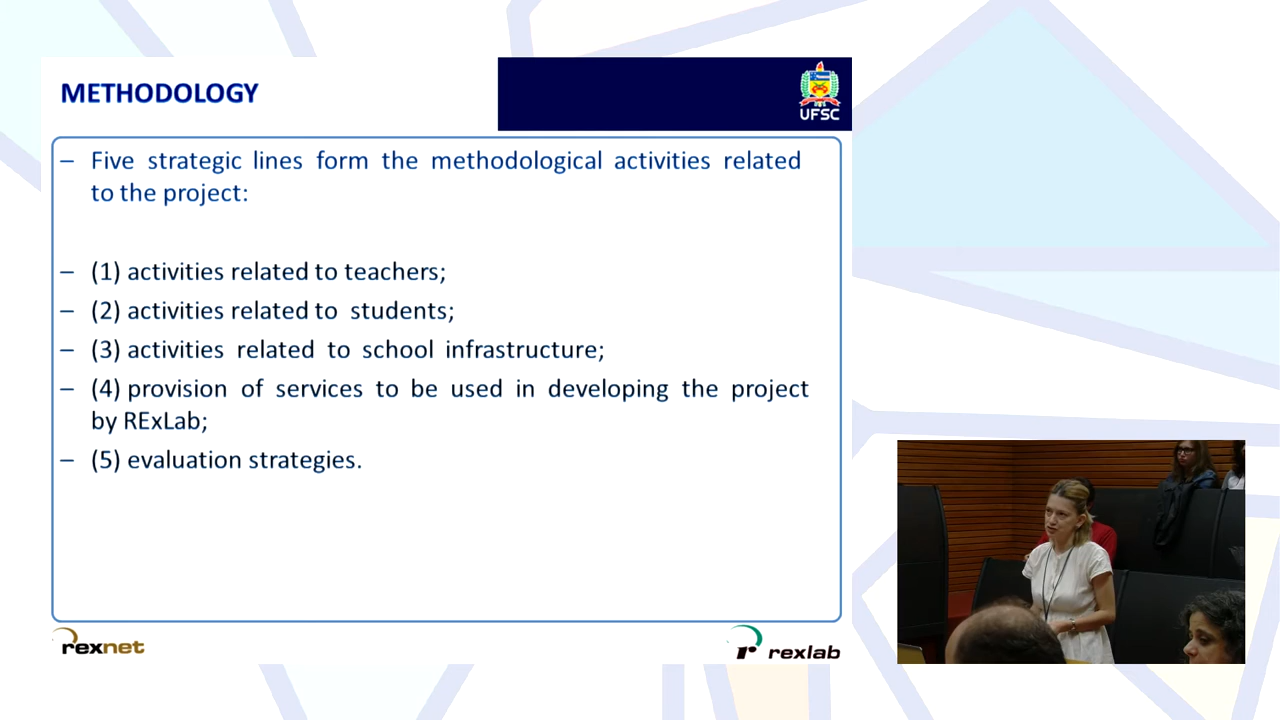 METHODOLOGY
UFSC
– Five strategic lines form the methodological activities related
to the project:
– (1) activities related to teachers;
– (2) activities related to students;
– (3) activities related to school infrastructure;
– (4) provision of services to be used in developing the project
by RExLab;
– (5) evaluation strategies.
rexnet
rexlab